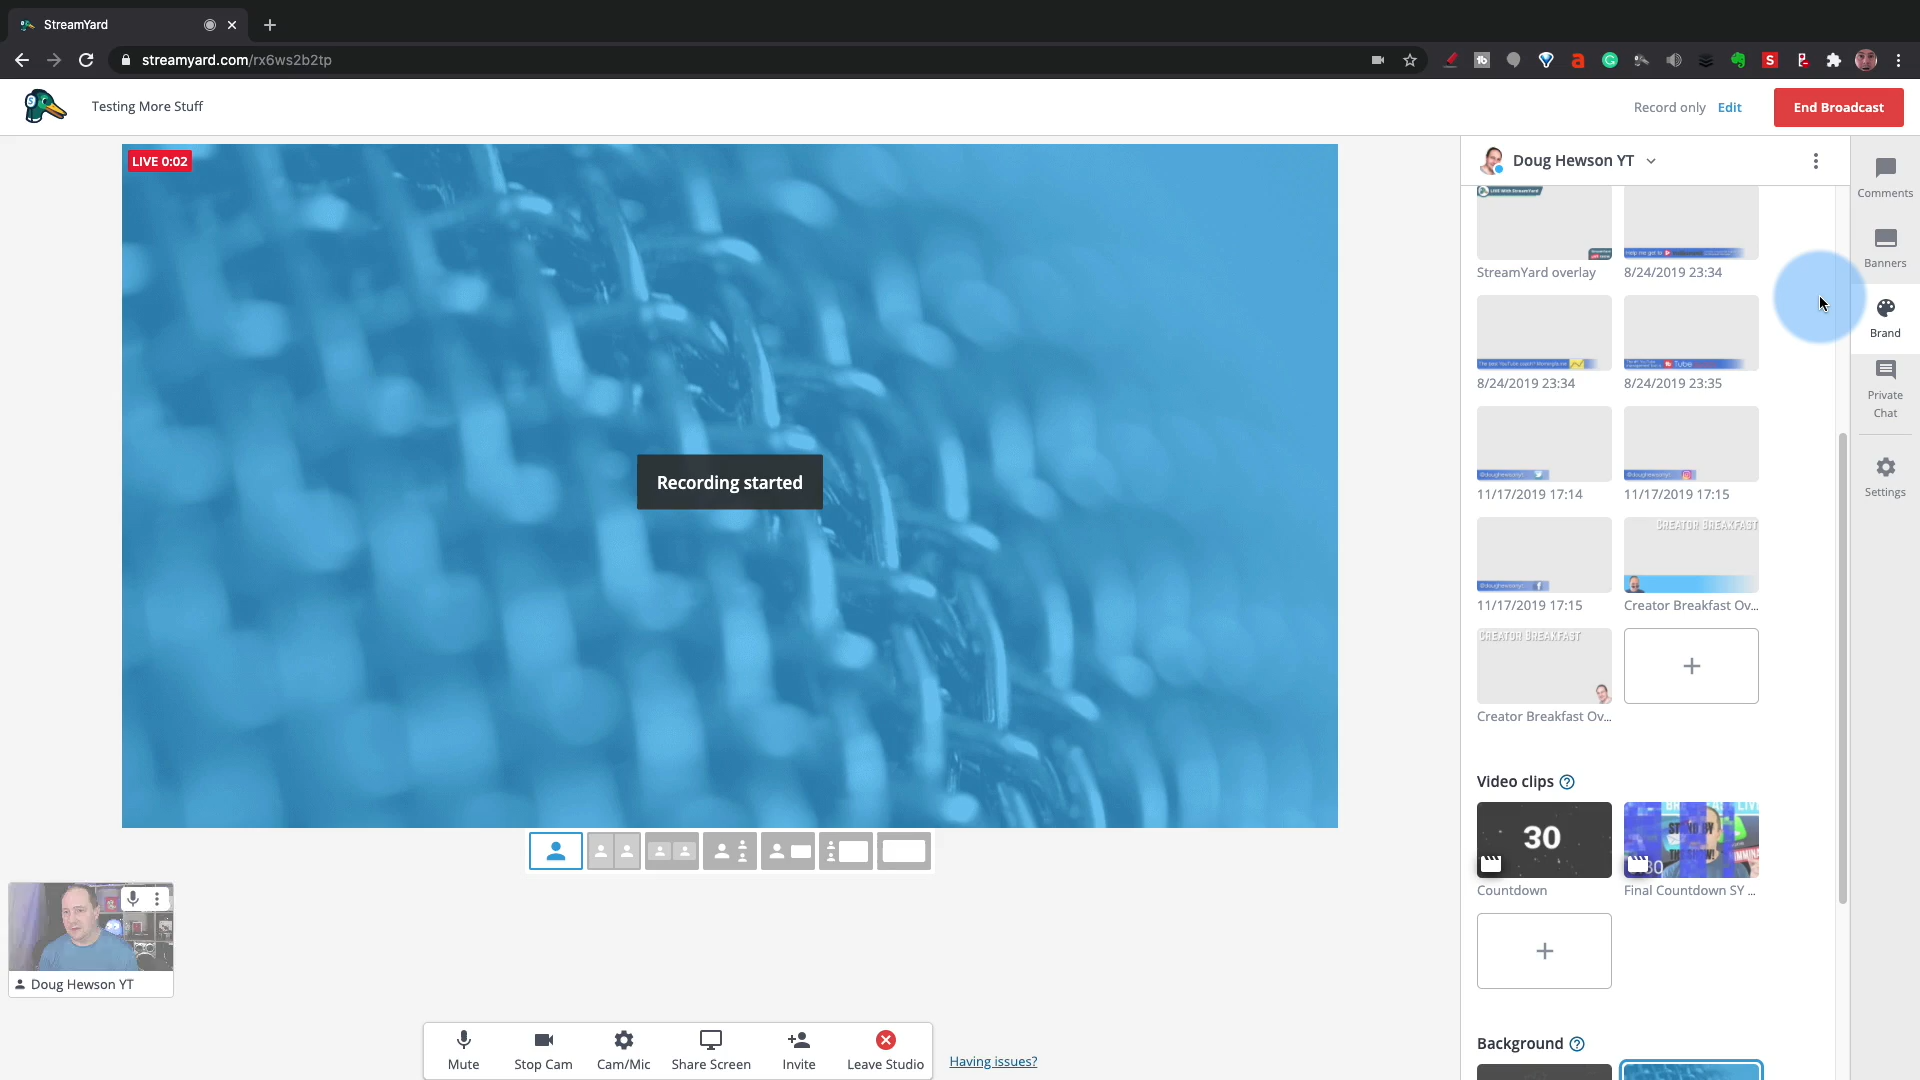 StreamYard
streamyard.com/rx6ws2b2tp
Testing More Stuff
Record only
Edit
End Broadcast
LIVE 0:02
Recording started
Doug Hewson YT
StreamYard overlay
8/24/2019 23:34
8/24/2019 23:34
8/24/2019 23:35
11/17/2019 17:14
11/17/2019 17:15
CREATOR BREAKFAST
11/17/2019 17:15
Creator Breakfast Ov...
CREATOR BREAKFAST
Creator Breakfast Ov...
Video clips
30
Countdown
Final Countdown SY ...
Background
Comments
Banners
Brand
Private
Chat
Settings
Doug Hewson YT
Mute
Stop Cam
Cam/Mic
Share Screen
Invite
Leave Studio
Having issues?